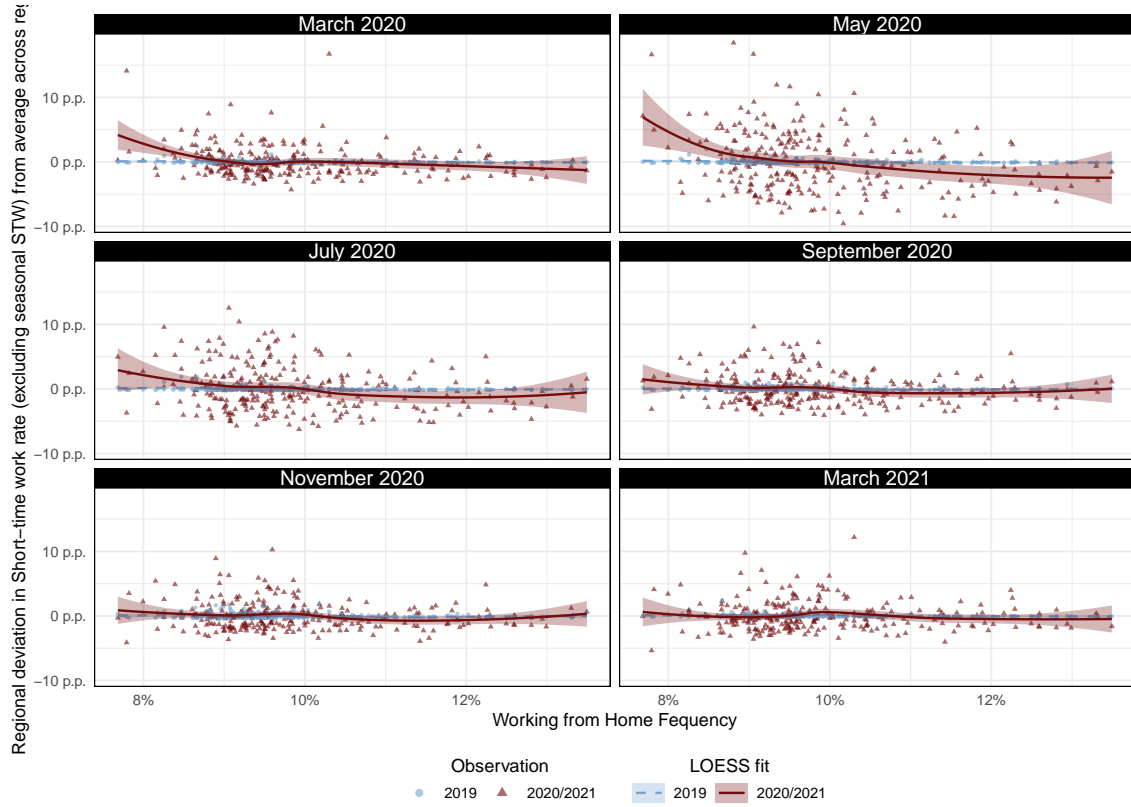 Regional deviation in Short−time work rate (excluding seasonal STW) from average across
March 2020
May 2020
10 p.p.
0 p.p.
−10 p.p.
July 2020
September 2020
10 p.p.
0 p.p.
−10 p.p.
November 2020
March 2021
10 p.p.
0 p.p.
−10 p.p.
8%
10%
12%
8%
10%
12%
Working from Home Fequency
Observation
2019
2020/2021
LOESS fit
2019
2020/2021